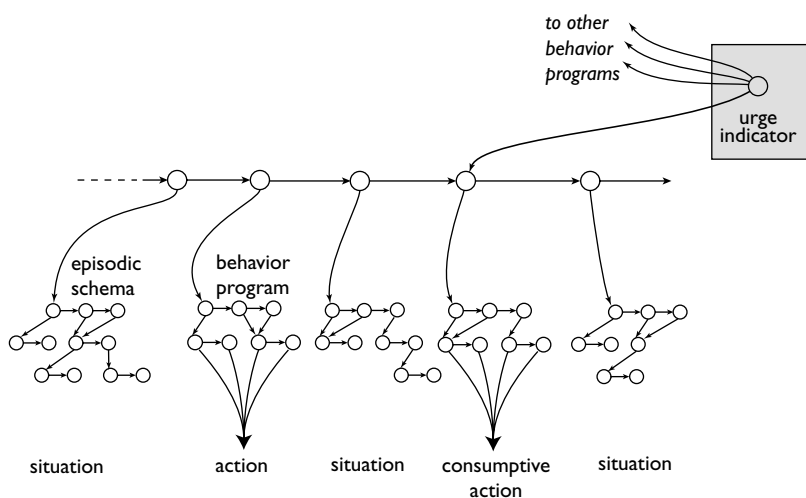 to other
behavior
programs
urge
indicator
episodic
schema
behavior
program
situation
action
situation
consumptive
action
situation